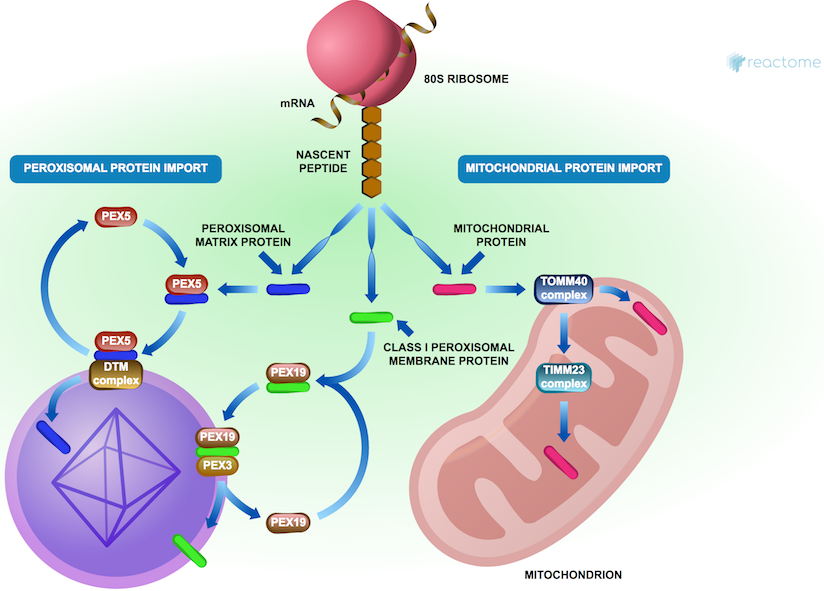 reactome
80S RIBOSOME
mRNA
NASCENT
PEPTIDE
PEROXISOMAL PROTEIN IMPORT
MITOCHONDRIAL PROTEIN IMPORT
PEX5
PEROXISOMAL
MATRIX PROTEIN
MITOCHONDRIAL
PROTEIN
PEX5
TOMM40
complex
CLASS I PEROXISOMAL
MEMBRANE PROTEIN
PEX5
DTM
complex
PEX19
TIMM23
complex
PEX19
PEX3
PEX19
MITOCHONDRION